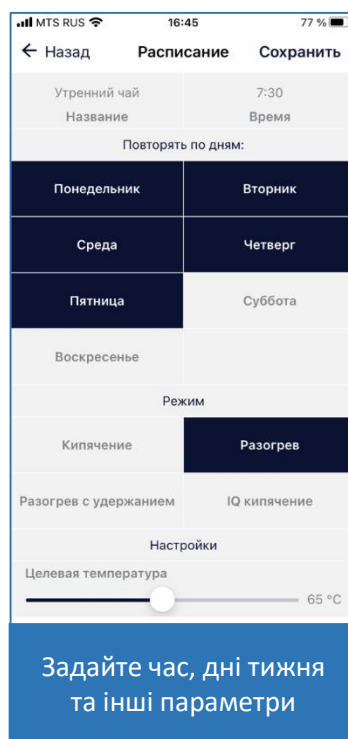 MTS RUS 16:45 77 %
← Назад Расписание Сохранить
Утренний чай 7:30
Название Время
Повторять по дням:
Понедельник Вторник
Среда Четверг
Пятница Суббота
Воскресенье
Режим
Кипячение Разогрев
Разогрев с удержанием IQ кипячение
Настройки
Целевая температура
65 °C
Задайте час, дні тижня
та інші параметри